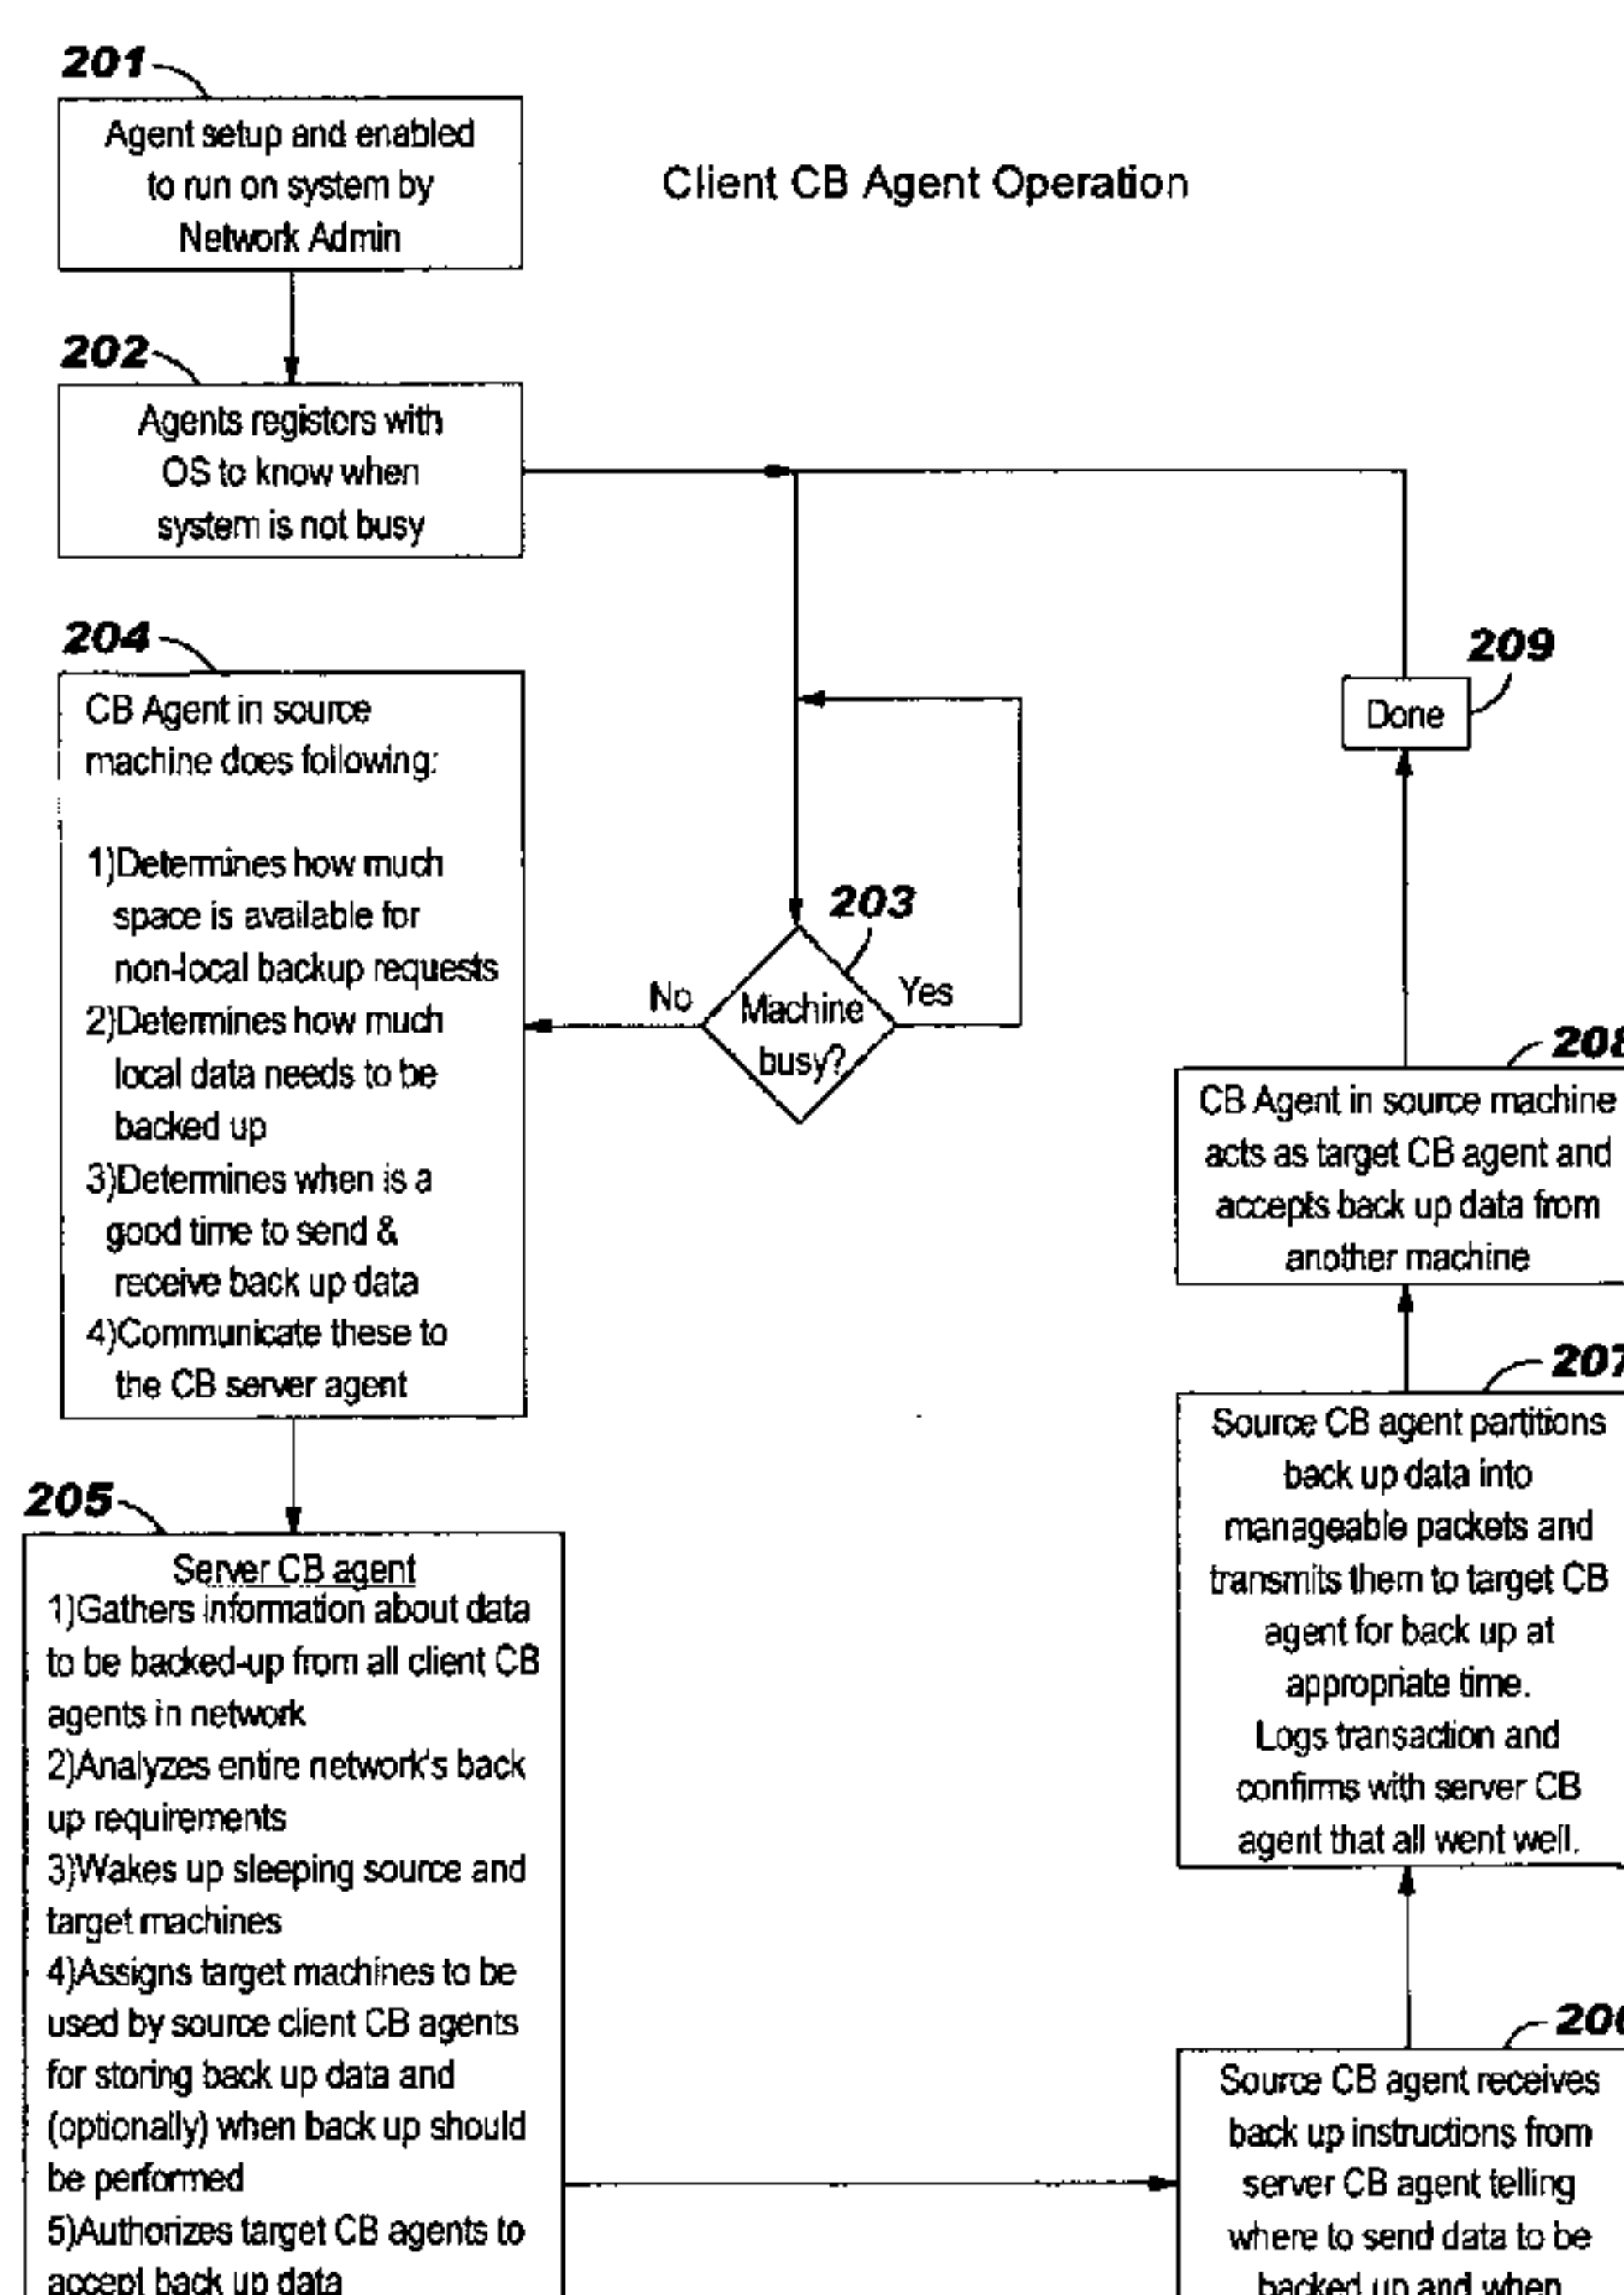 201
Agent setup and enabled
to run on system by
Network Admin
Client CB Agent Operation
202
Agents registers with
OS to know when
system is not busy
204
CB Agent in source
machine does following:
1)Determines how much
space is available for
non-local backup requests
2)Determines how much
local data needs to be
backed up
3)Determines when is a
good time to send &
receive back up data
4)Communicate these to
the CB server agent
203
No
Machine
busy?
Yes
209
Done
208
CB Agent in source machine
acts as target CB agent and
accepts back up data from
another machine
207
Source CB agent partitions
back up data into
manageable packets and
transmits them to target CB
agent for back up at
appropriate time.
Logs transaction and
confirms with server CB
agent that all went well.
205
Server CB agent
1)Gathers information about data
to be backed-up from all client CB
agents in network
2)Analyzes entire network's back
up requirements
3)Wakes up sleeping source and
target machines
4)Assigns target machines to be
used by source client CB agents
for storing back up data and
(optionally) when back up should
be performed
5)Authorizes target CB agents to
accept back up data
206
Source CB agent receives
back up instructions from
server CB agent telling
where to send data to be
backed up and when